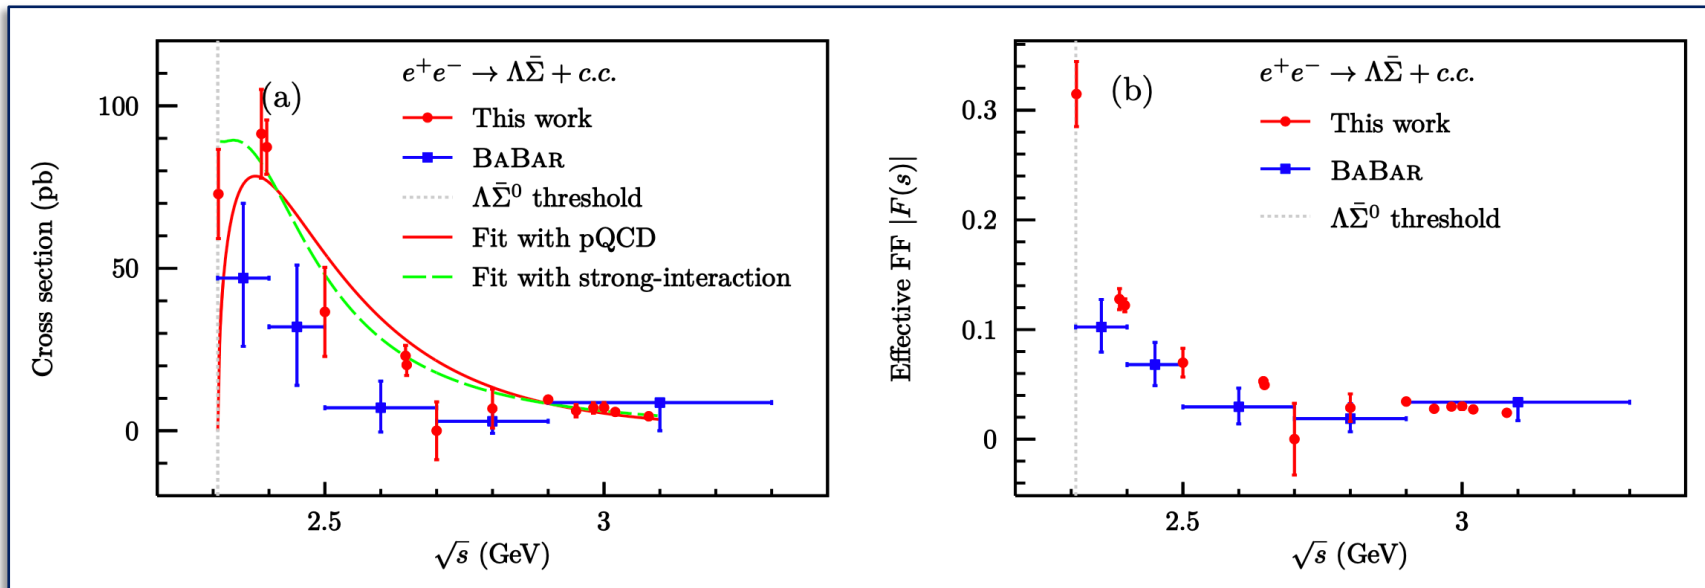 e⁺e⁻ → ΛΣ̄ + c.c.
(a)
This work
BABAR
ΛΣ̄⁰ threshold
Fit with pQCD
Fit with strong-interaction
Cross section (pb)
100
50
0
2.5
3
√s (GeV)
e⁺e⁻ → ΛΣ̄ + c.c.
(b)
This work
BABAR
ΛΣ̄⁰ threshold
Effective FF |F(s)|
0.3
0.2
0.1
0
2.5
3
√s (GeV)